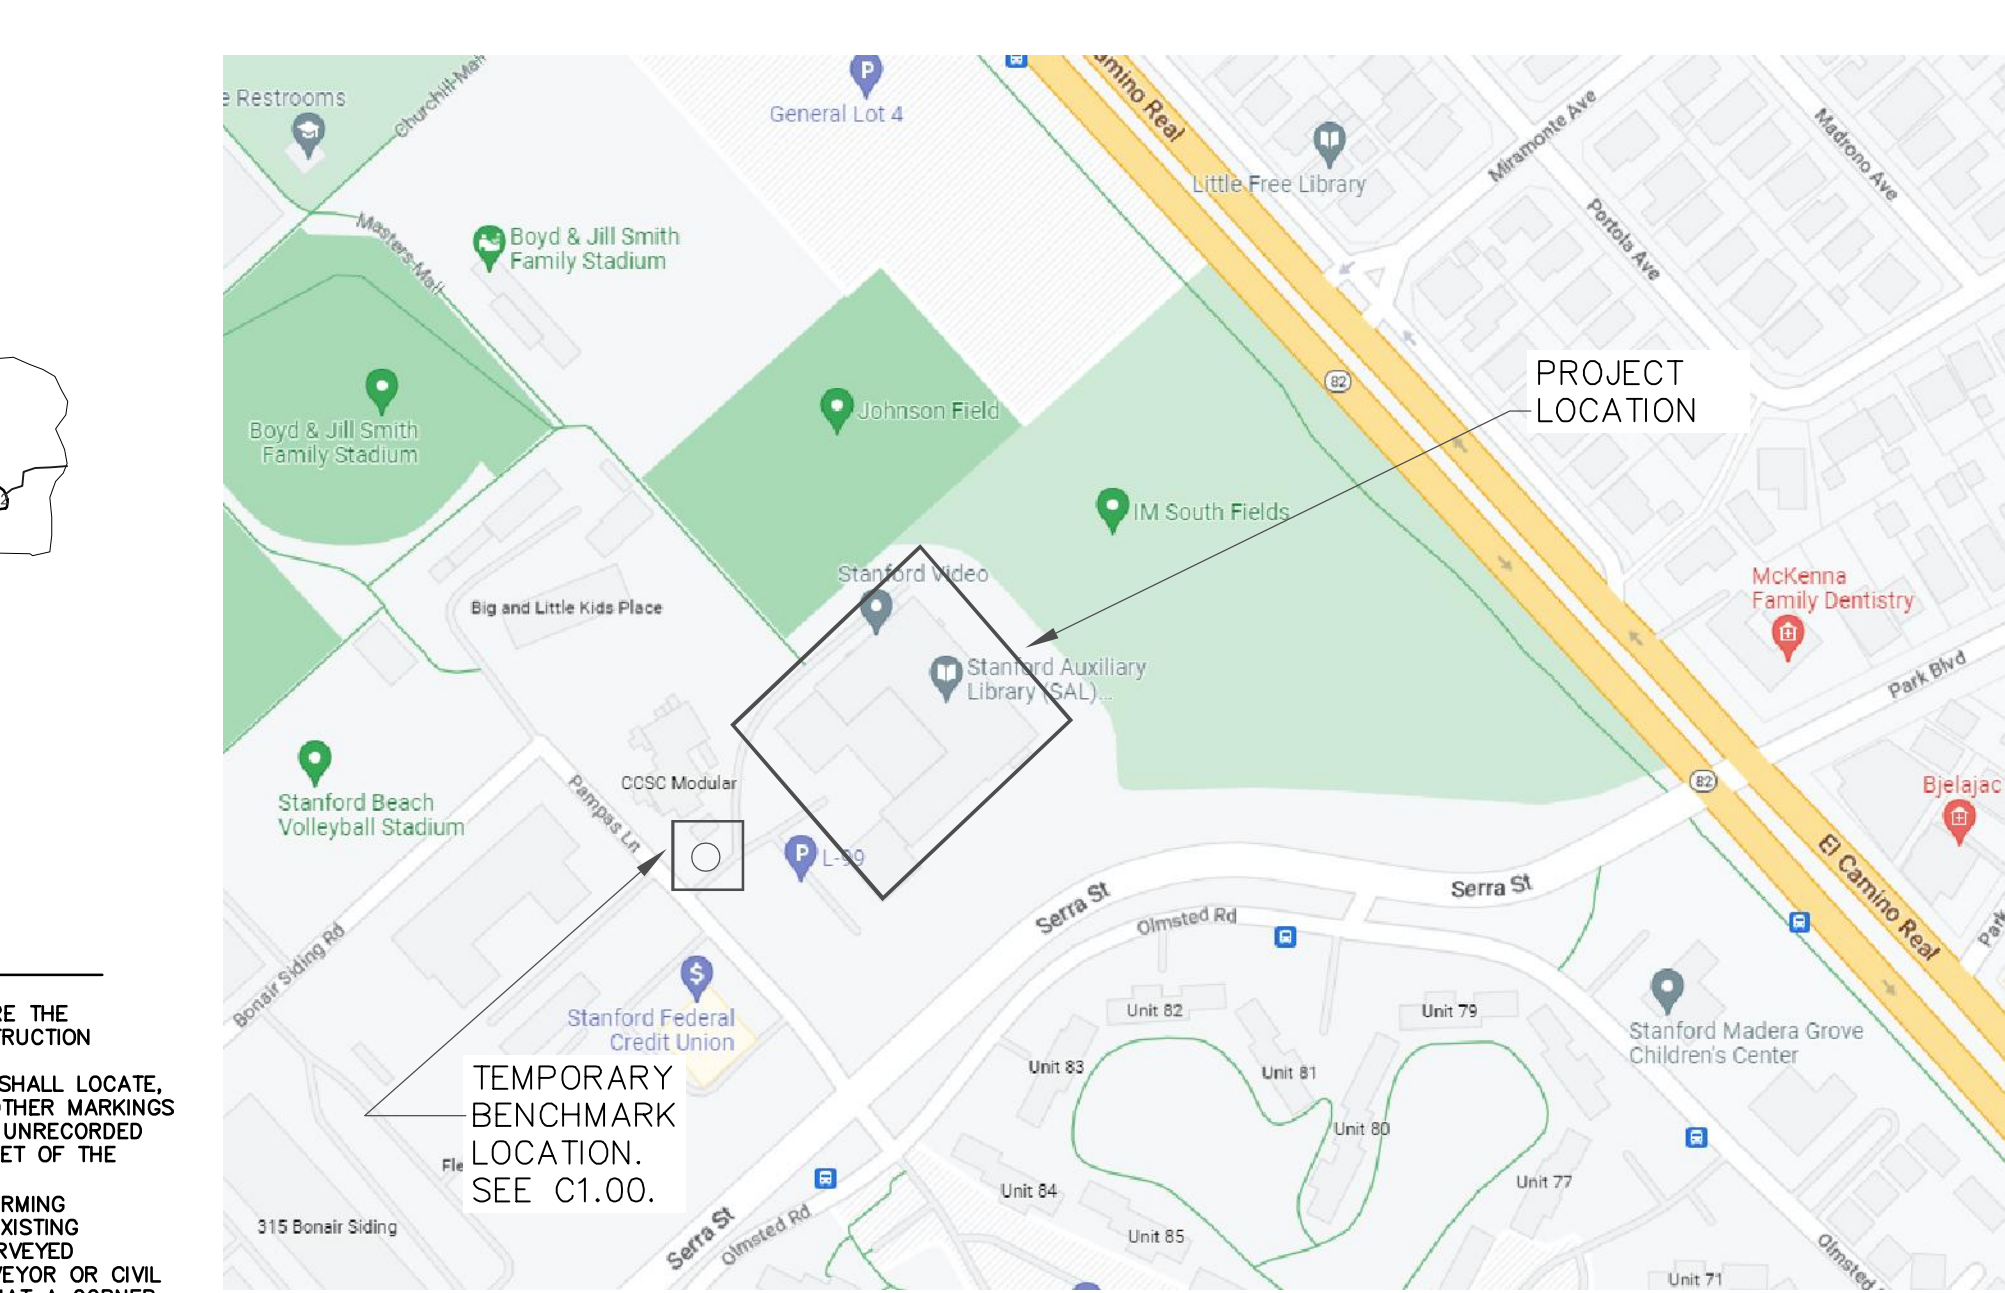 e Restrooms
Churchill-Mall
General Lot 4
Camino Real
Little Free Library
Miramonte Ave
Madrono Ave
Portola Ave
Masters-Mall
Boyd & Jill Smith
Family Stadium
Boyd & Jill Smith
Family Stadium
Johnson Field
82
PROJECT
LOCATION
IM South Fields
Stanford Video
Big and Little Kids Place
McKenna
Family Dentistry
Stanford Auxiliary
Library (SAL)...
Park Blvd
CCSC Modular
Pampas Ln
82
Bjelajac
Stanford Beach
Volleyball Stadium
P
L-99
El Camino Real
Serra St
Serra St
Olmsted Rd
Park
Bonair Siding Rd
Stanford Federal
Credit Union
Unit 82
Unit 79
Stanford Madera Grove
Children's Center
Unit 83
Unit 81
Unit 80
TEMPORARY
BENCHMARK
LOCATION.
SEE C1.00.
Fle
Unit 84
Unit 77
315 Bonair Siding
Serra St
Olmsted Rd
Unit 85
Olmsted
Unit 71
RE THE
TRUCTION
SHALL LOCATE,
OTHER MARKINGS
UNRECORDED
ET OF THE
RMING
XISTING
RVEYED
VEYOR OR CIVIL
HAT A CORNER